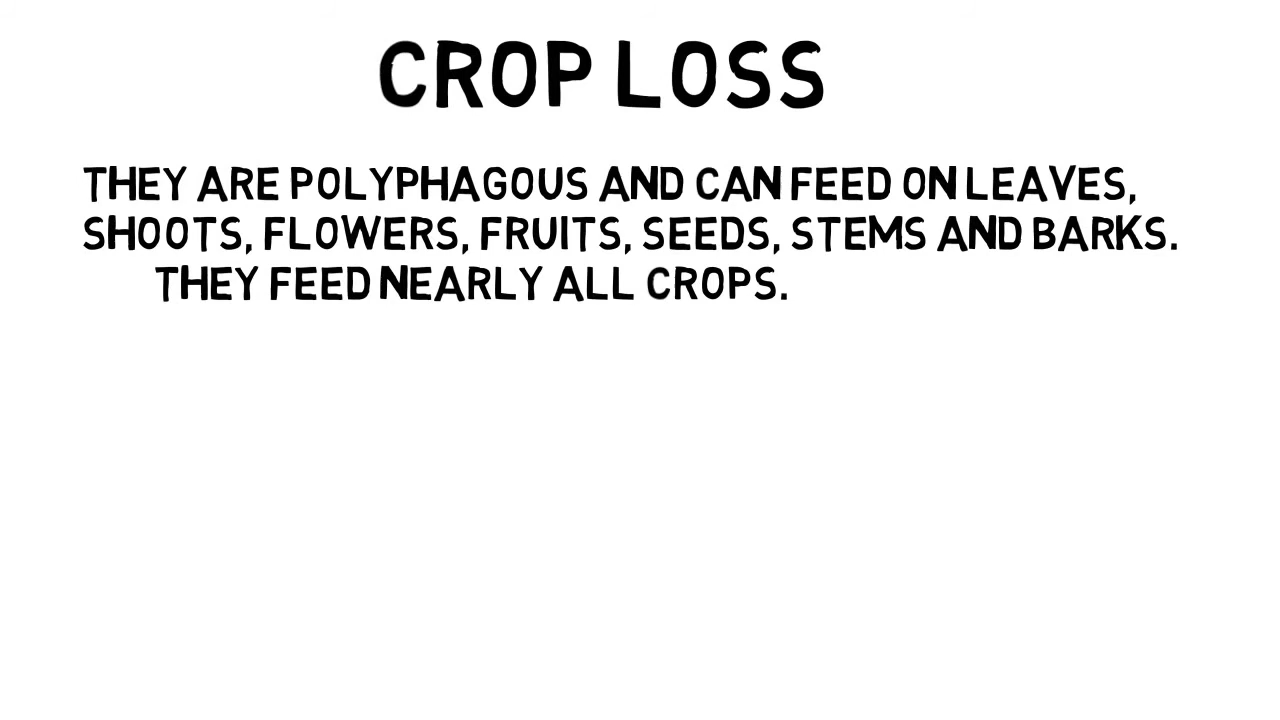 CROP LOSS
THEY ARE POLYPHAGOUS AND CAN FEED ON LEAVES,
SHOOTS, FLOWERS, FRUITS, SEEDS, STEMS AND BARKS.
THEY FEED NEARLY ALL CROPS.